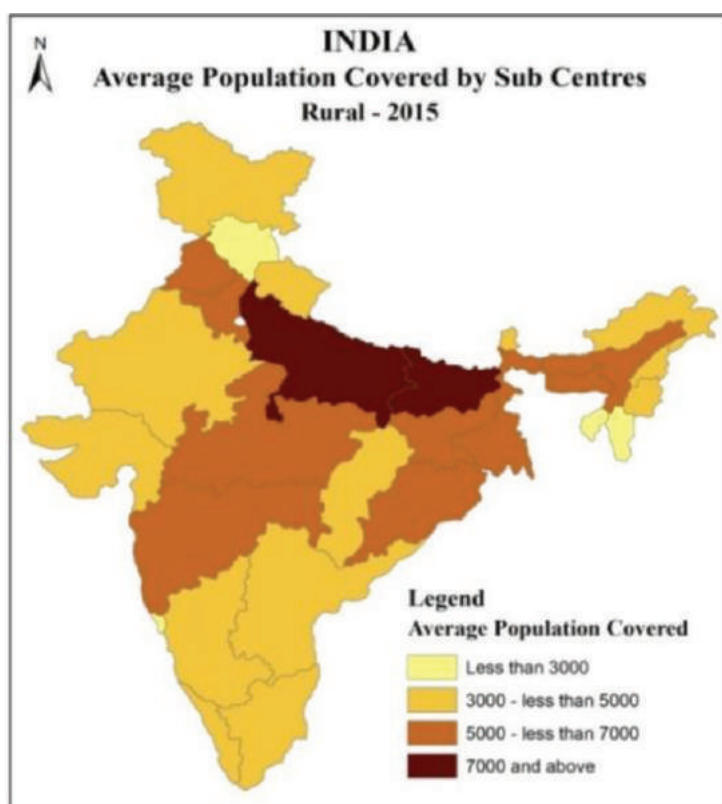 N
INDIA
Average Population Covered by Sub Centres
Rural - 2015
Legend
Average Population Covered
Less than 3000
3000 - less than 5000
5000 - less than 7000
7000 and above